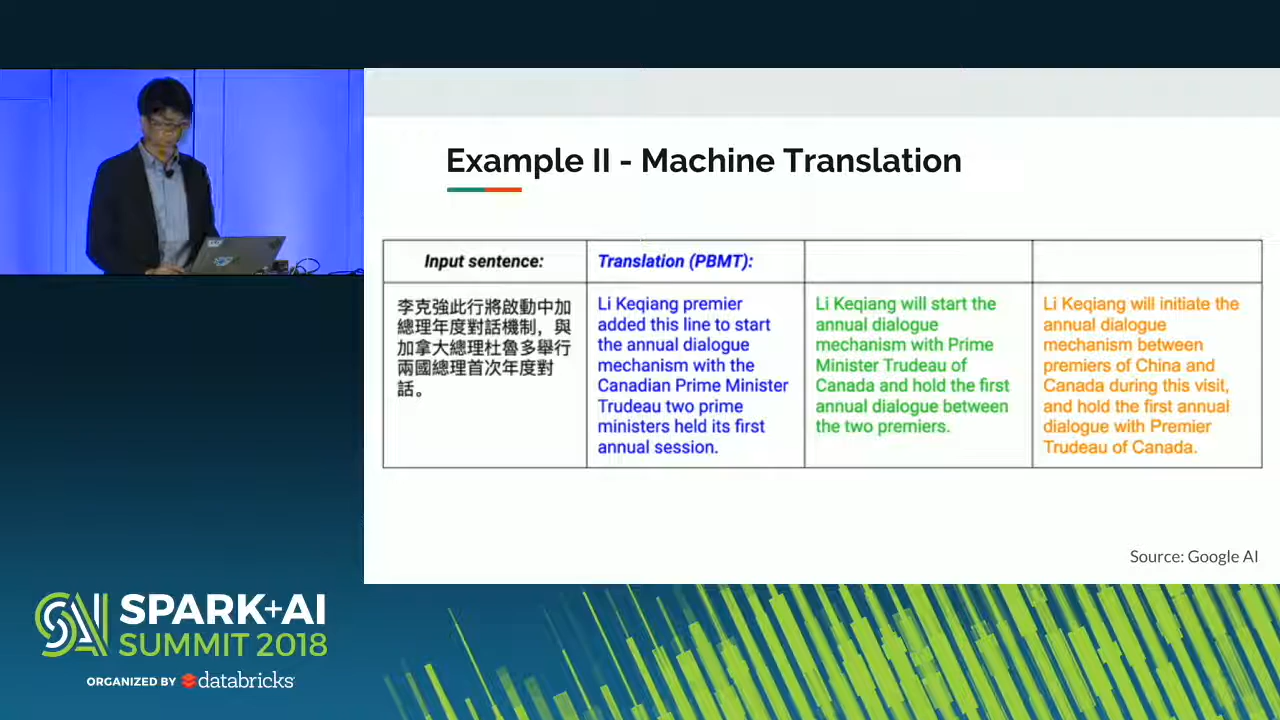 Example II - Machine Translation
Input sentence:
Translation (PBMT):
李克強此行將啟動中加
總理年度對話機制，與
加拿大總理杜魯多舉行
兩國總理首次年度對
話。
Li Keqiang premier
added this line to start
the annual dialogue
mechanism with the
Canadian Prime Minister
Trudeau two prime
ministers held its first
annual session.
Li Keqiang will start the
annual dialogue
mechanism with Prime
Minister Trudeau of
Canada and hold the first
annual dialogue between
the two premiers.
Li Keqiang will initiate the
annual dialogue
mechanism between
premiers of China and
Canada during this visit,
and hold the first annual
dialogue with Premier
Trudeau of Canada.
Source: Google AI
SPARK+AI
SUMMIT 2018
ORGANIZED BY databricks